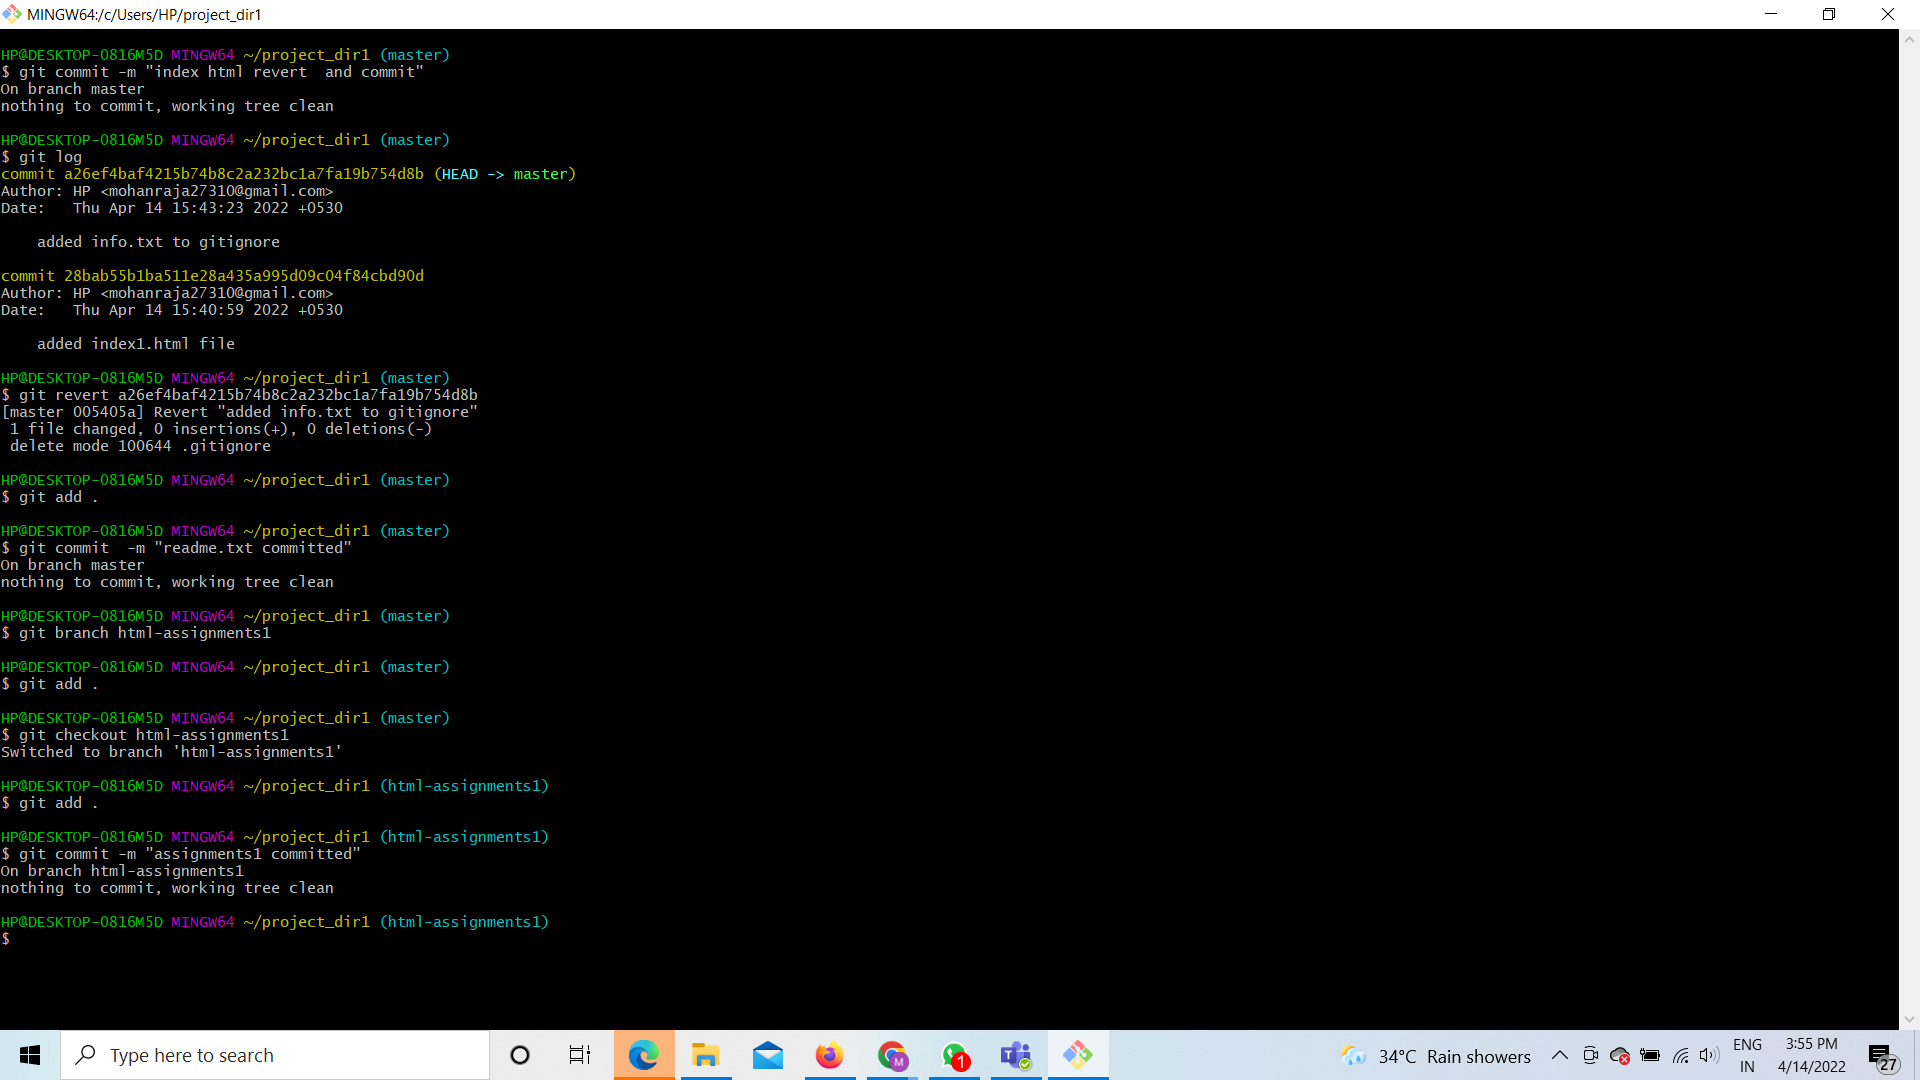 MINGW64:/c/Users/HP/project_dir1
HP@DESKTOP-0816M5D MINGW64 ~/project_dir1 (master)
$ git commit -m "index html revert  and commit"
On branch master
nothing to commit, working tree clean
HP@DESKTOP-0816M5D MINGW64 ~/project_dir1 (master)
$ git log
commit a26ef4baf4215b74b8c2a232bc1a7fa19b754d8b (HEAD -> master)
Author: HP <mohanraja27310@gmail.com>
Date:   Thu Apr 14 15:43:23 2022 +0530
    added info.txt to gitignore
commit 28bab55b1ba511e28a435a995d09c04f84cbd90d
Author: HP <mohanraja27310@gmail.com>
Date:   Thu Apr 14 15:40:59 2022 +0530
    added index1.html file
HP@DESKTOP-0816M5D MINGW64 ~/project_dir1 (master)
$ git revert a26ef4baf4215b74b8c2a232bc1a7fa19b754d8b
[master 005405a] Revert "added info.txt to gitignore"
 1 file changed, 0 insertions(+), 0 deletions(-)
 delete mode 100644 .gitignore
HP@DESKTOP-0816M5D MINGW64 ~/project_dir1 (master)
$ git add .
HP@DESKTOP-0816M5D MINGW64 ~/project_dir1 (master)
$ git commit  -m "readme.txt committed"
On branch master
nothing to commit, working tree clean
HP@DESKTOP-0816M5D MINGW64 ~/project_dir1 (master)
$ git branch html-assignments1
HP@DESKTOP-0816M5D MINGW64 ~/project_dir1 (master)
$ git add .
HP@DESKTOP-0816M5D MINGW64 ~/project_dir1 (master)
$ git checkout html-assignments1
Switched to branch 'html-assignments1'
HP@DESKTOP-0816M5D MINGW64 ~/project_dir1 (html-assignments1)
$ git add .
HP@DESKTOP-0816M5D MINGW64 ~/project_dir1 (html-assignments1)
$ git commit -m "assignments1 committed"
On branch html-assignments1
nothing to commit, working tree clean
HP@DESKTOP-0816M5D MINGW64 ~/project_dir1 (html-assignments1)
$
Type here to search
M
1
34°C Rain showers
ENG
IN
3:55 PM
4/14/2022
27